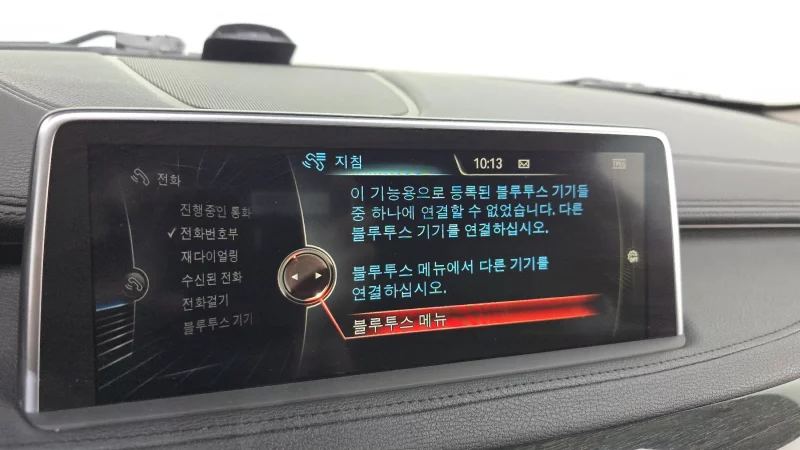 전화
진행중인 통화
✓ 전화번호부
재다이얼링
수신된 전화
전화걸기
블루투스 기기
지침
10:13
이 기능용으로 등록된 블루투스 기기들
중 하나에 연결할 수 없었습니다. 다른
블루투스 기기를 연결하십시오.
블루투스 메뉴에서 다른 기기를
연결하십시오.
블루투스 메뉴